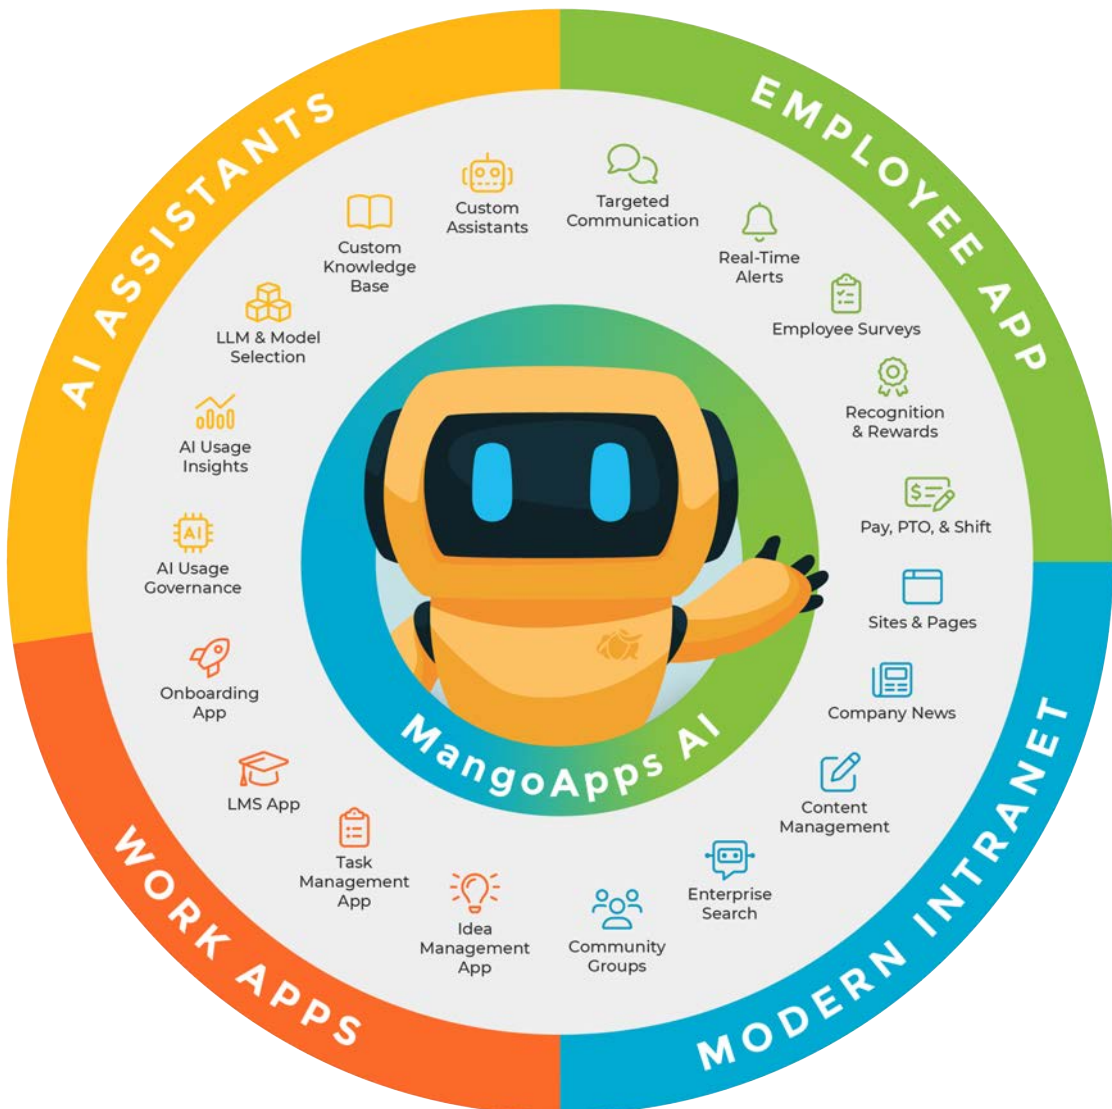 AI ASSISTANTS
EMPLOYEE APP
Custom
Assistants
Targeted
Communication
Custom
Knowledge
Base
Real-Time
Alerts
LLM & Model
Selection
Employee Surveys
AI Usage
Insights
Recognition
& Rewards
AI
AI Usage
Governance
$
Pay, PTO, & Shift
Sites & Pages
Onboarding
App
Company News
LMS App
Content
Management
Task
Management
App
Enterprise
Search
Idea
Management
App
Community
Groups
MangoApps AI
WORK APPS
MODERN INTRANET